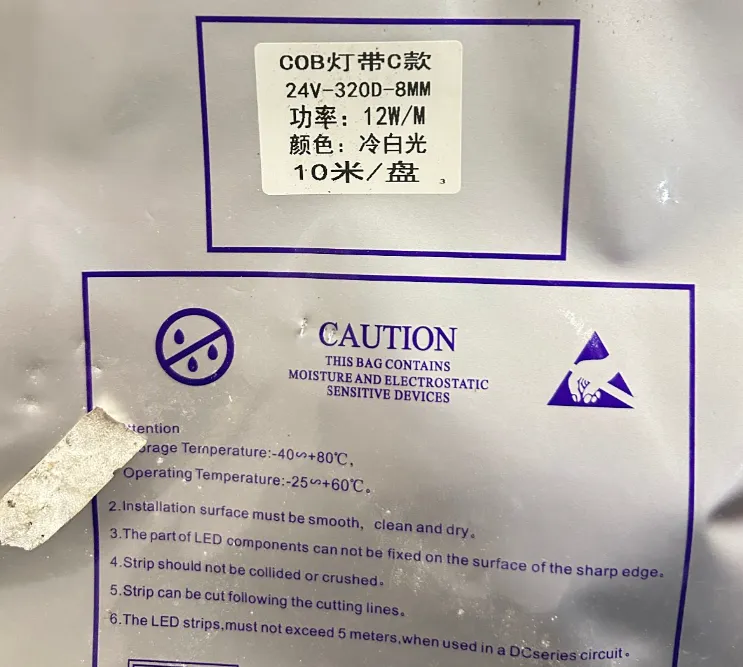 COB灯带C款
24V-320D-8MM
功率：12W/M
颜色：冷白光
10米/盘 3
CAUTION
THIS BAG CONTAINS
MOISTURE AND ELECTROSTATIC
SENSITIVE DEVICES
ttention
rage Temperature:-40∽+80℃,
Operating Temperature:-25∽+60℃。
2.Installation surface must be smooth, clean and dry。
3.The part of LED components can not be fixed on the surface of the sharp edge。
4.Strip should not be collided or crushed。
5.Strip can be cut following the cutting lines。
6.The LED strips,must not exceed 5 meters,when used in a DCseries circuit。